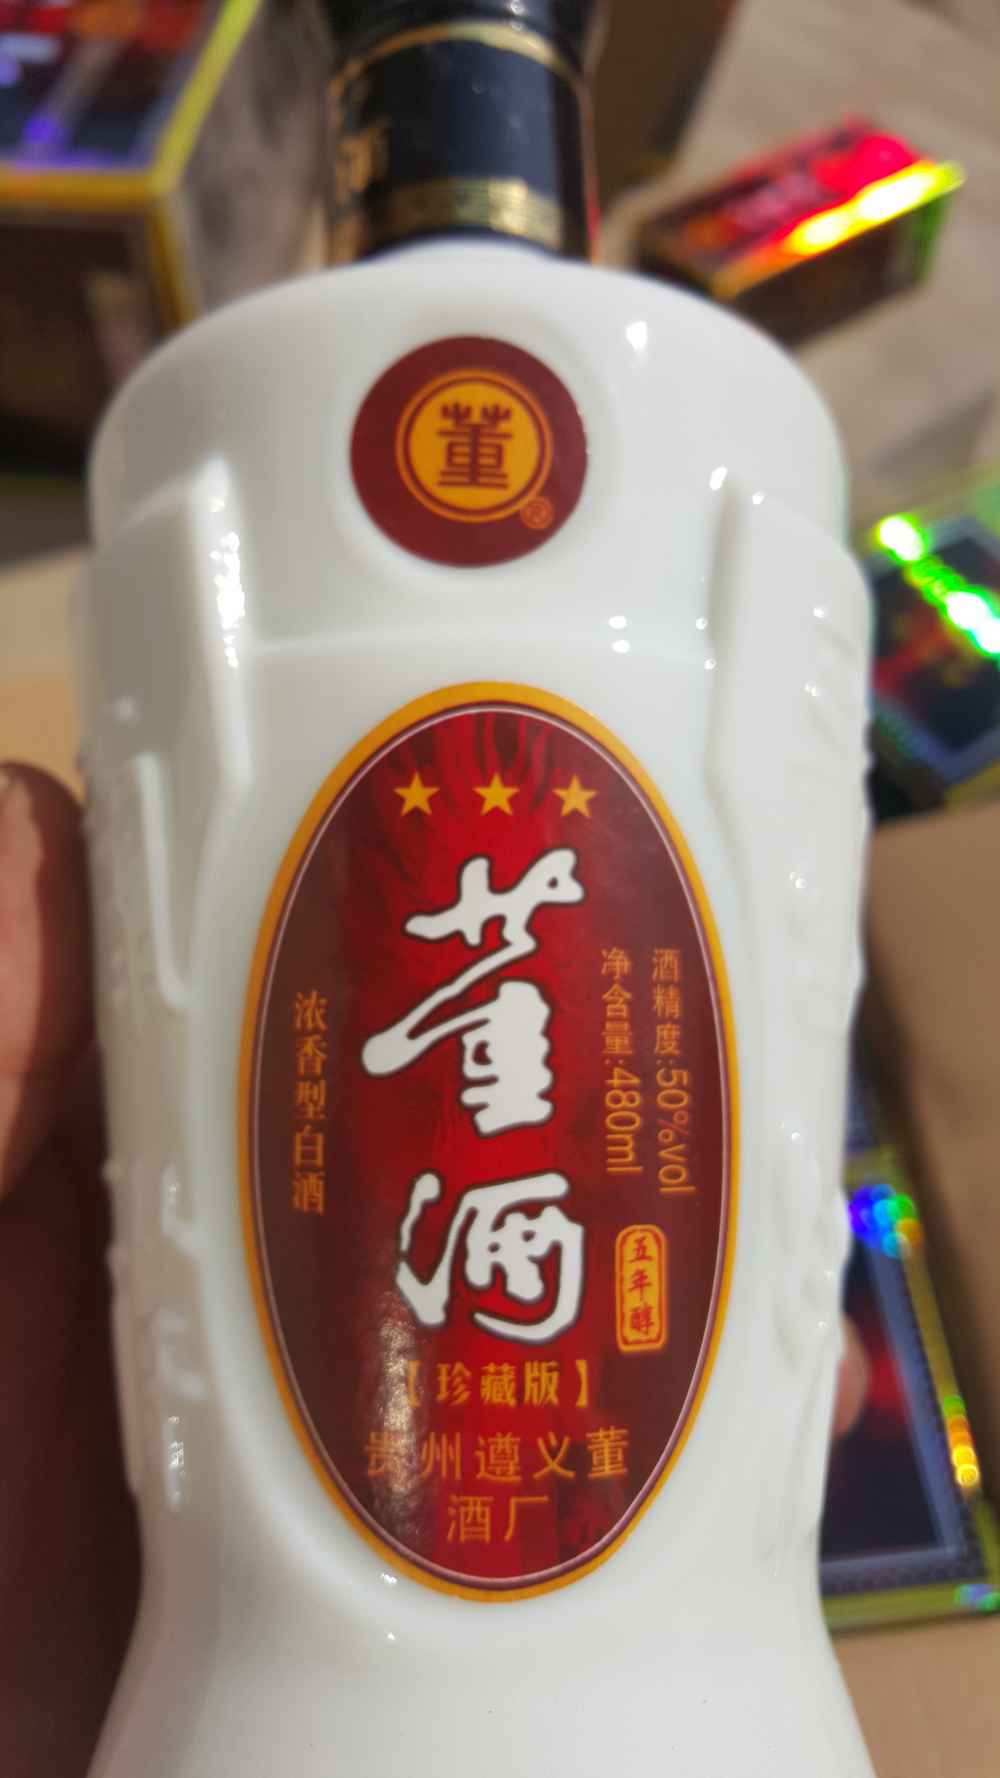 董
®
董酒
酒精度:50%vol
净含量:480ml
浓香型白酒
五年醇
【珍藏版】
贵州遵义董
酒厂